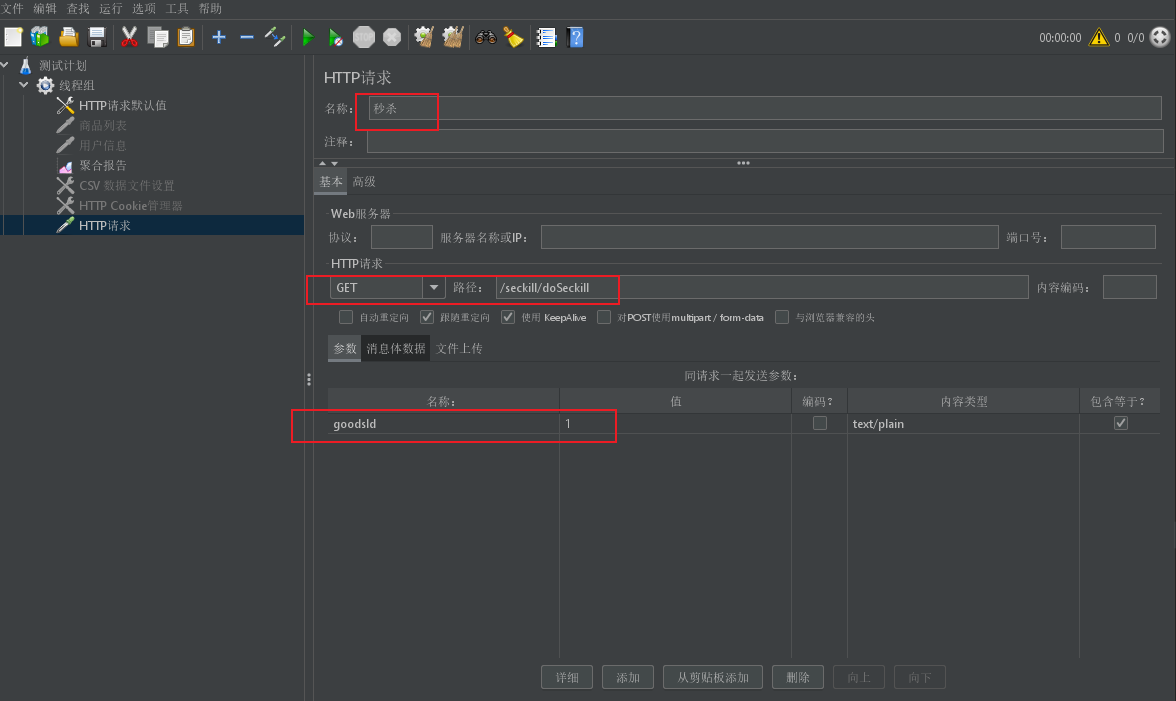 文件 编辑 查找 运行 选项 工具 帮助
STOP 00:00:00 0 0/0
测试计划
线程组
HTTP请求默认值
商品列表
用户信息
聚合报告
CSV 数据文件设置
HTTP Cookie管理器
HTTP请求
HTTP请求
名称: 秒杀
注释:
基本 高级
Web服务器
协议: 服务器名称或IP: 端口号:
HTTP请求
GET 路径: /seckill/doSeckill 内容编码:
自动重定向 跟随重定向 使用 KeepAlive 对POST使用multipart / form-data 与浏览器兼容的头
参数 消息体数据 文件上传
同请求一起发送参数:
名称: 值 编码? 内容类型 包含等于?
goodsId 1 text/plain
详细 添加 从剪贴板添加 删除 向上 向下